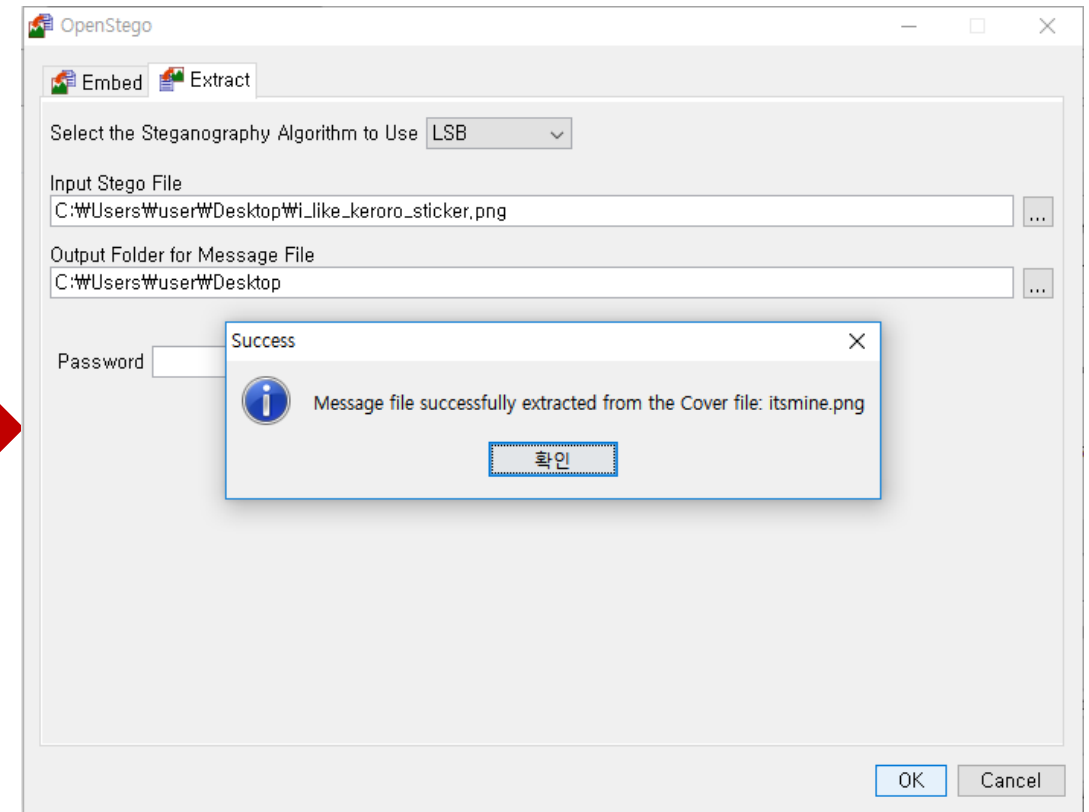 OpenStego
Embed Extract
Select the Steganography Algorithm to Use LSB
Input Stego File
C:₩Users₩user₩Desktop₩i_like_keroro_sticker.png
...
Output Folder for Message File
C:₩Users₩user₩Desktop
...
Password
Success
Message file successfully extracted from the Cover file: itsmine.png
확인
OK Cancel